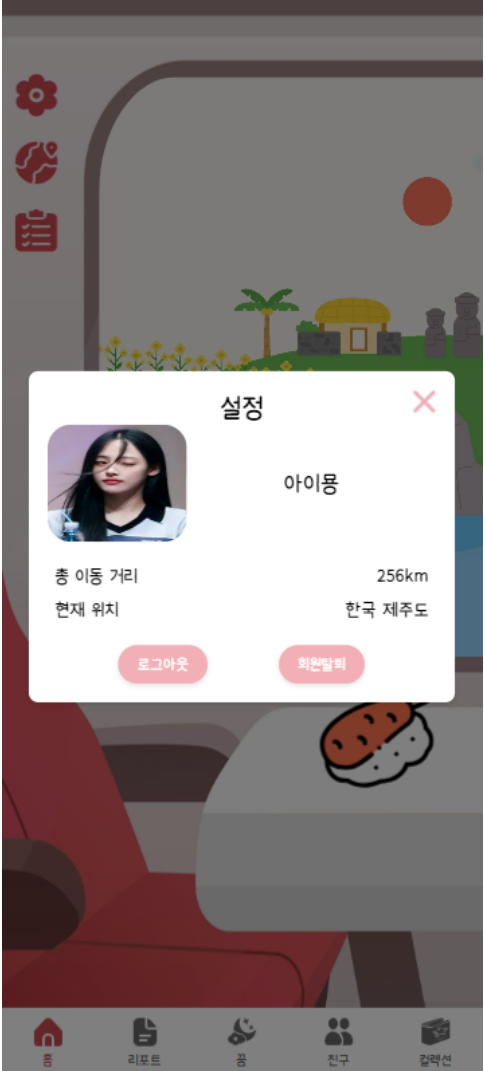 설정
아이묭
총 이동 거리 256km
현재 위치 한국 제주도
로그아웃 회원탈퇴
홈 리포트 꿈 친구 컬렉션